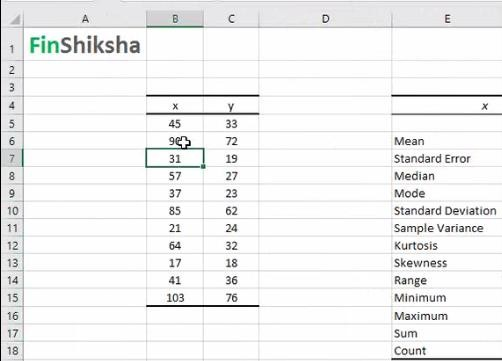 A B C D E
1 FinShiksha
2
3
4 x y x
5 45 33
6 72 Mean
7 31 19 Standard Error
8 57 27 Median
9 37 23 Mode
10 85 62 Standard Deviation
11 21 24 Sample Variance
12 64 32 Kurtosis
13 17 18 Skewness
14 41 36 Range
15 103 76 Minimum
16 Maximum
17 Sum
18 Count